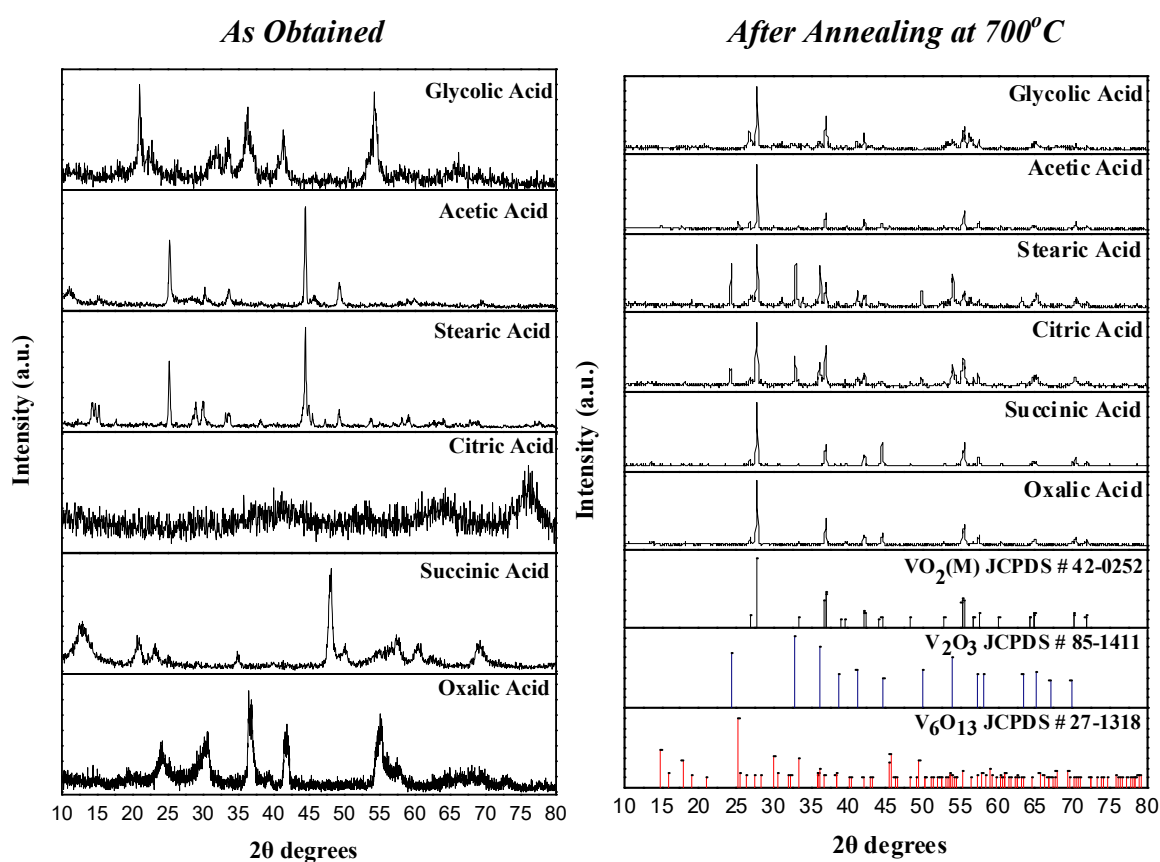 As Obtained
Glycolic Acid
Acetic Acid
Stearic Acid
Citric Acid
Succinic Acid
Oxalic Acid
Intensity (a.u.)
10 15 20 25 30 35 40 45 50 55 60 65 70 75 80
2θ degrees
After Annealing at 700°C
Glycolic Acid
Acetic Acid
Stearic Acid
Citric Acid
Succinic Acid
Oxalic Acid
VO2(M) JCPDS # 42-0252
V2O3 JCPDS # 85-1411
V6O13 JCPDS # 27-1318
Intensity (a.u.)
10 15 20 25 30 35 40 45 50 55 60 65 70 75 80
2θ degrees